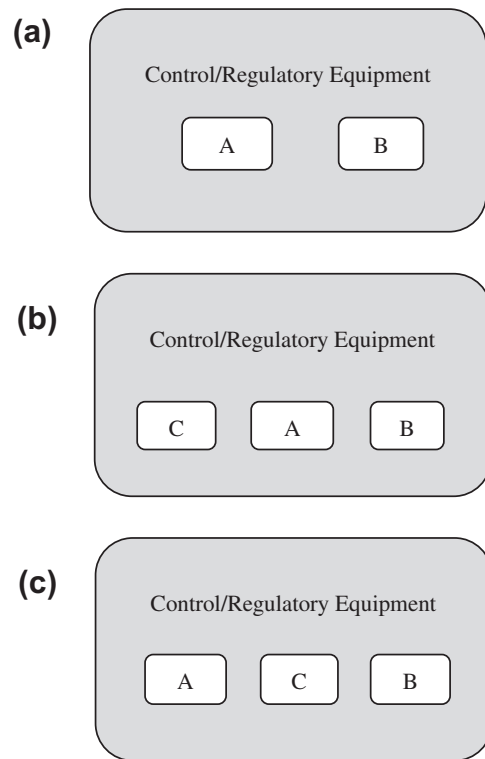 (a)
Control/Regulatory Equipment
A B
(b)
Control/Regulatory Equipment
C A B
(c)
Control/Regulatory Equipment
A C B